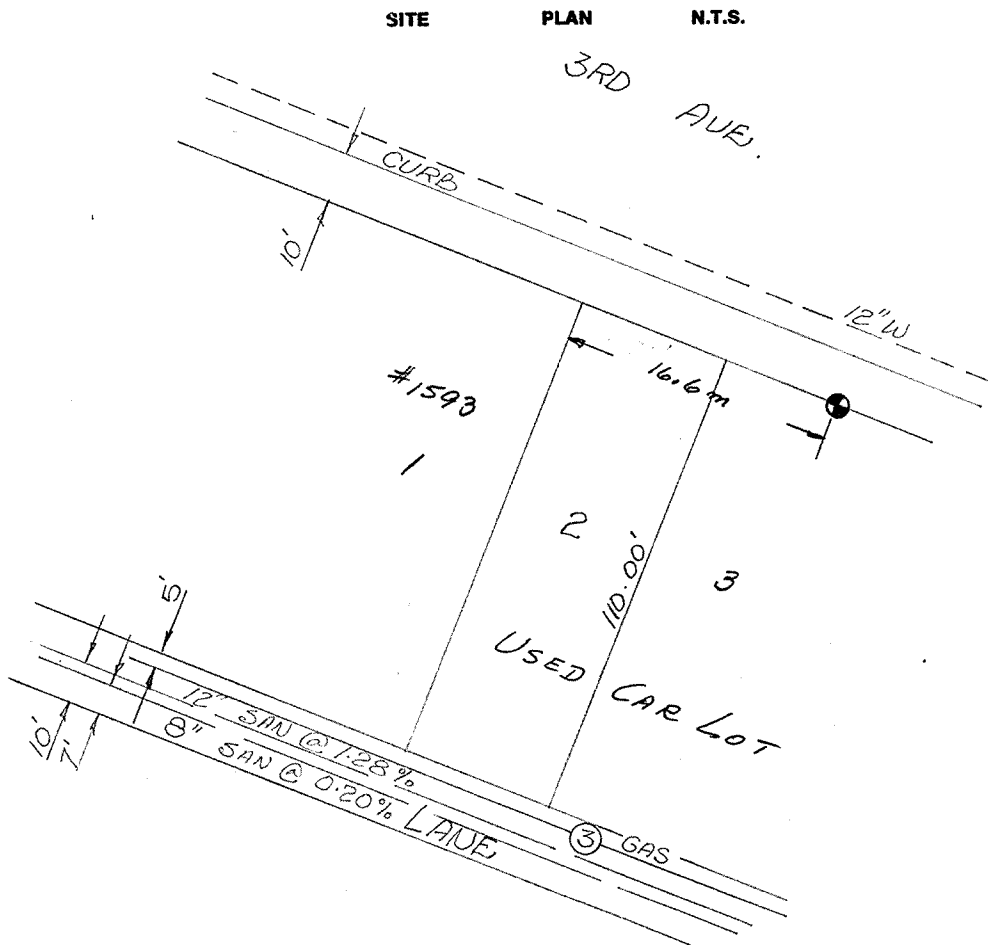 SITE PLAN N.T.S.
3RD AVE.
CURB
10'
12"W
16.6 m
#1593
1
2
110.00'
3
5'
USED CAR LOT
12" SAN @ 1.28%
8" SAN @ 0.20%
LANE
10'
7'
3
GAS